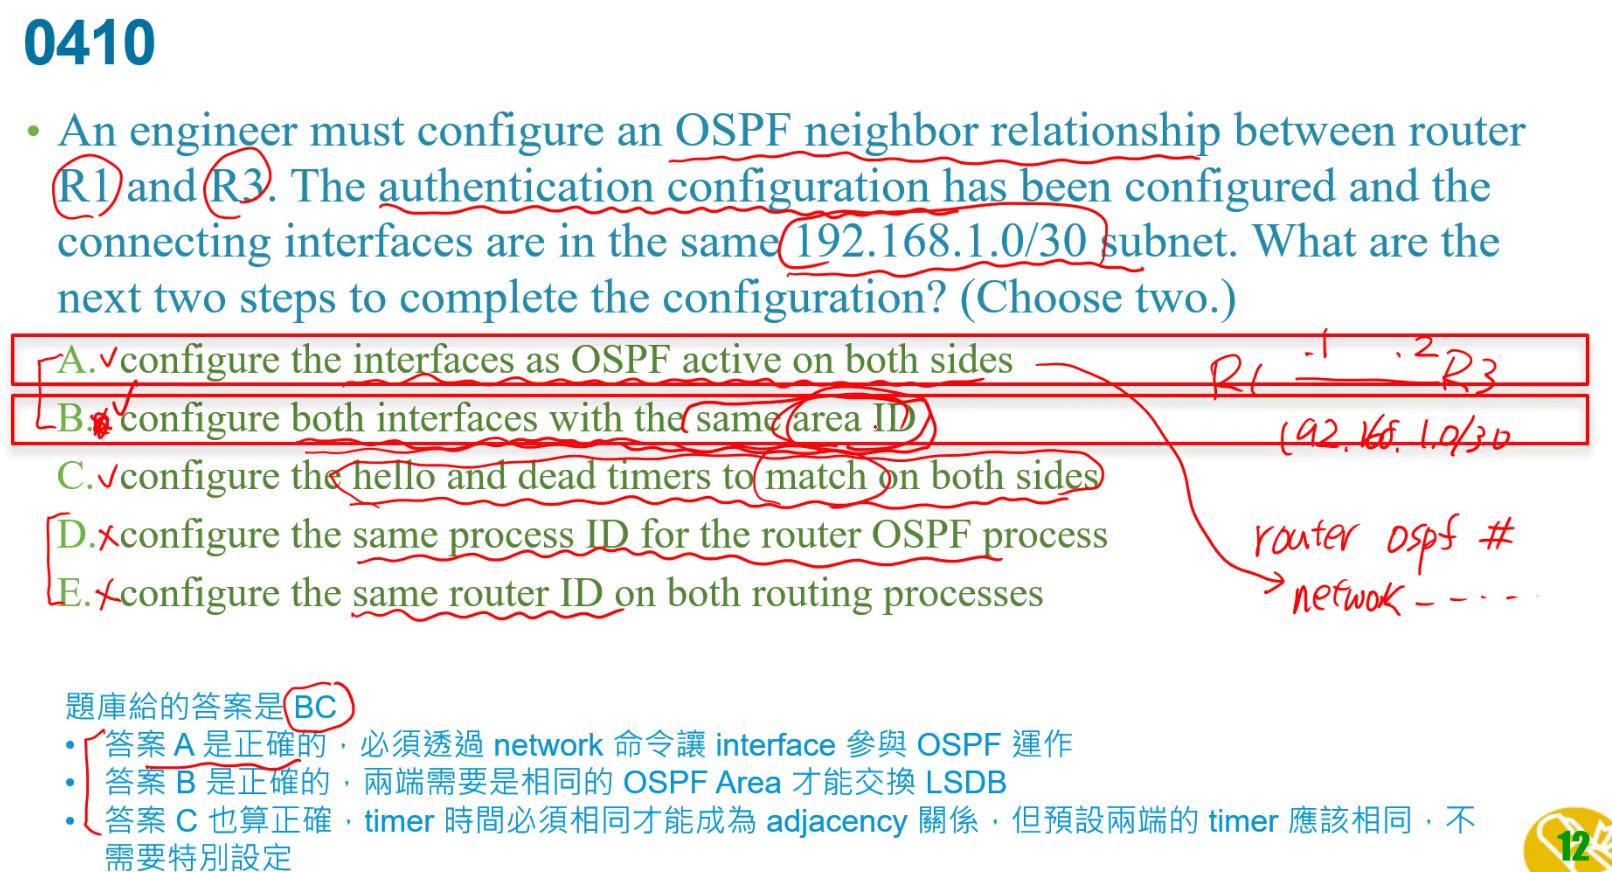 0410
• An engineer must configure an OSPF neighbor relationship between router
R1 and R3. The authentication configuration has been configured and the
connecting interfaces are in the same 192.168.1.0/30 subnet. What are the
next two steps to complete the configuration? (Choose two.)
A. configure the interfaces as OSPF active on both sides
R1 .1 .2 R3
B. configure both interfaces with the same area ID
192.168.1.0/30
C. configure the hello and dead timers to match on both sides
D. configure the same process ID for the router OSPF process
router ospf #
E. configure the same router ID on both routing processes
network - - - - -
題庫給的答案是 BC
• 答案 A 是正確的，必須透過 network 命令讓 interface 參與 OSPF 運作
• 答案 B 是正確的，兩端需要是相同的 OSPF Area 才能交換 LSDB
• 答案 C 也算正確，timer 時間必須相同才能成為 adjacency 關係，但預設兩端的 timer 應該相同，不
需要特別設定
12